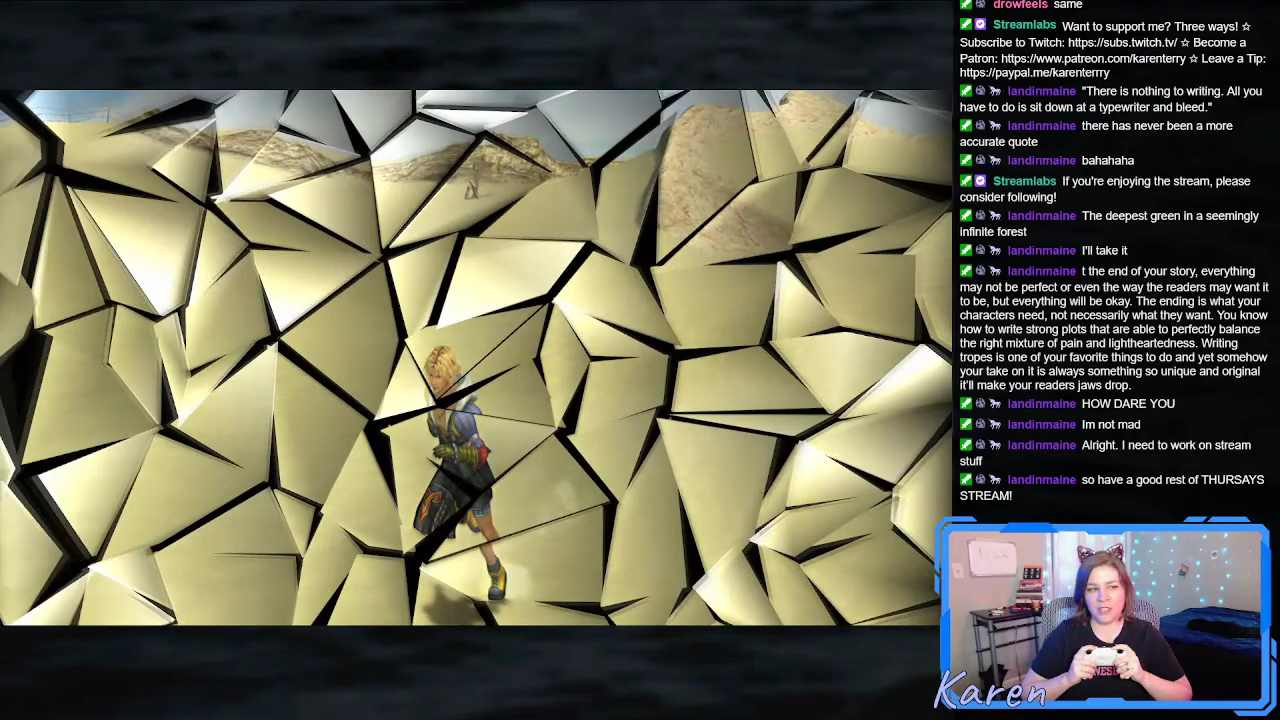 drowfeels same
Streamlabs Want to support me? Three ways! ☆
Subscribe to Twitch: https://subs.twitch.tv/ ☆ Become a
Patron: https://www.patreon.com/karenterry ☆ Leave a Tip:
https://paypal.me/karenterrry
landinmaine "There is nothing to writing. All you
have to do is sit down at a typewriter and bleed."
landinmaine there has never been a more
accurate quote
landinmaine bahahaha
Streamlabs If you're enjoying the stream, please
consider following!
landinmaine The deepest green in a seemingly
infinite forest
landinmaine I'll take it
landinmaine t the end of your story, everything
may not be perfect or even the way the readers may want it
to be, but everything will be okay. The ending is what your
characters need, not necessarily what they want. You know
how to write strong plots that are able to perfectly balance
the right mixture of pain and lightheartedness. Writing
tropes is one of your favorite things to do and yet somehow
your take on it is always something so unique and original
it'll make your readers jaws drop.
landinmaine HOW DARE YOU
landinmaine Im not mad
landinmaine Alright. I need to work on stream
stuff
landinmaine so have a good rest of THURSAYS
STREAM!
Karen